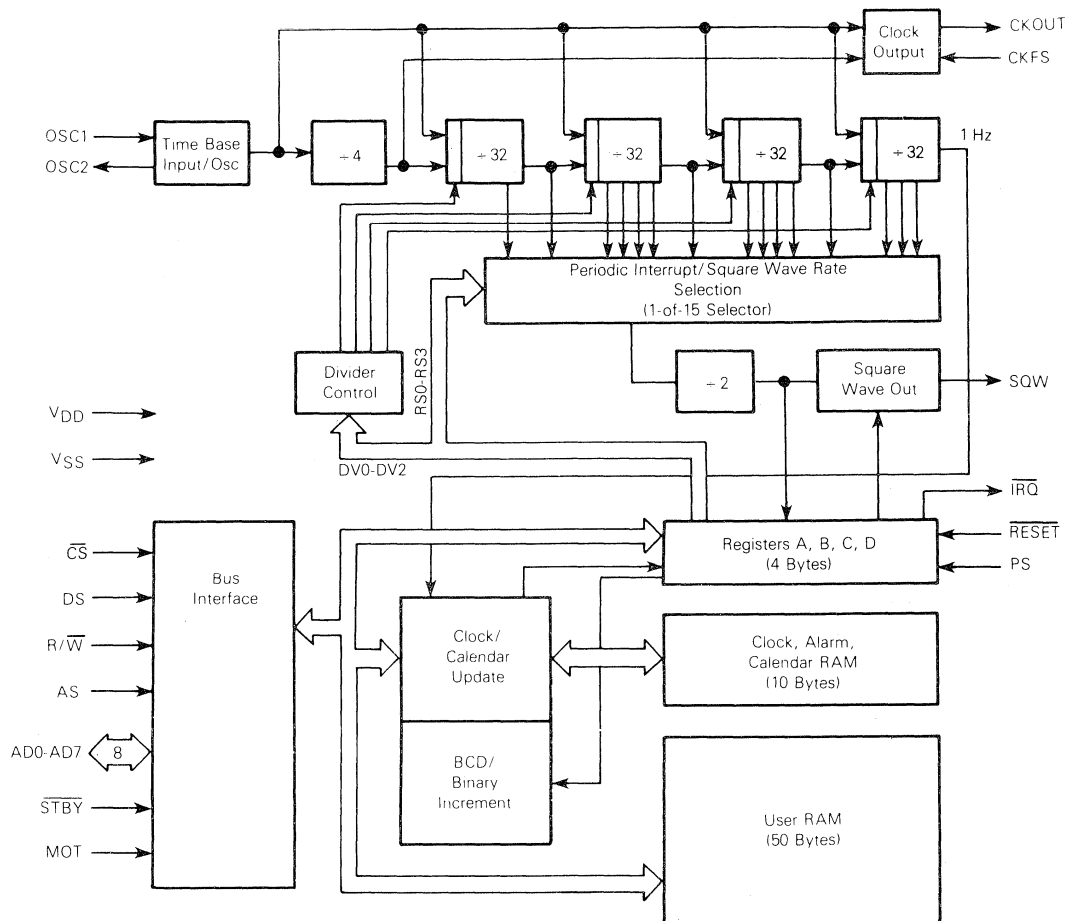 CKOUT
Clock
Output
CKFS
OSC1
OSC2
Time Base
Input/Osc
÷ 4
÷ 32
÷ 32
÷ 32
÷ 32
1 Hz
Periodic Interrupt/Square Wave Rate
Selection
(1-of-15 Selector)
RS0-RS3
Divider
Control
÷ 2
Square
Wave Out
SQW
VDD
VSS
DV0-DV2
IRQ
RESET
PS
Registers A, B, C, D
(4 Bytes)
CS
DS
R/W
AS
AD0-AD7
8
STBY
MOT
Bus
Interface
Clock/
Calendar
Update
Clock, Alarm,
Calendar RAM
(10 Bytes)
BCD/
Binary
Increment
User RAM
(50 Bytes)